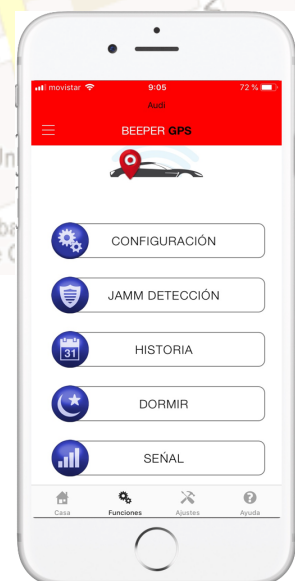 movistar 9:05 72 %
Audi
BEEPER GPS
CONFIGURACIÓN
JAMM DETECCIÓN
31
HISTORIA
DORMIR
SEÑAL
Casa Funciones Ajustes Ayuda